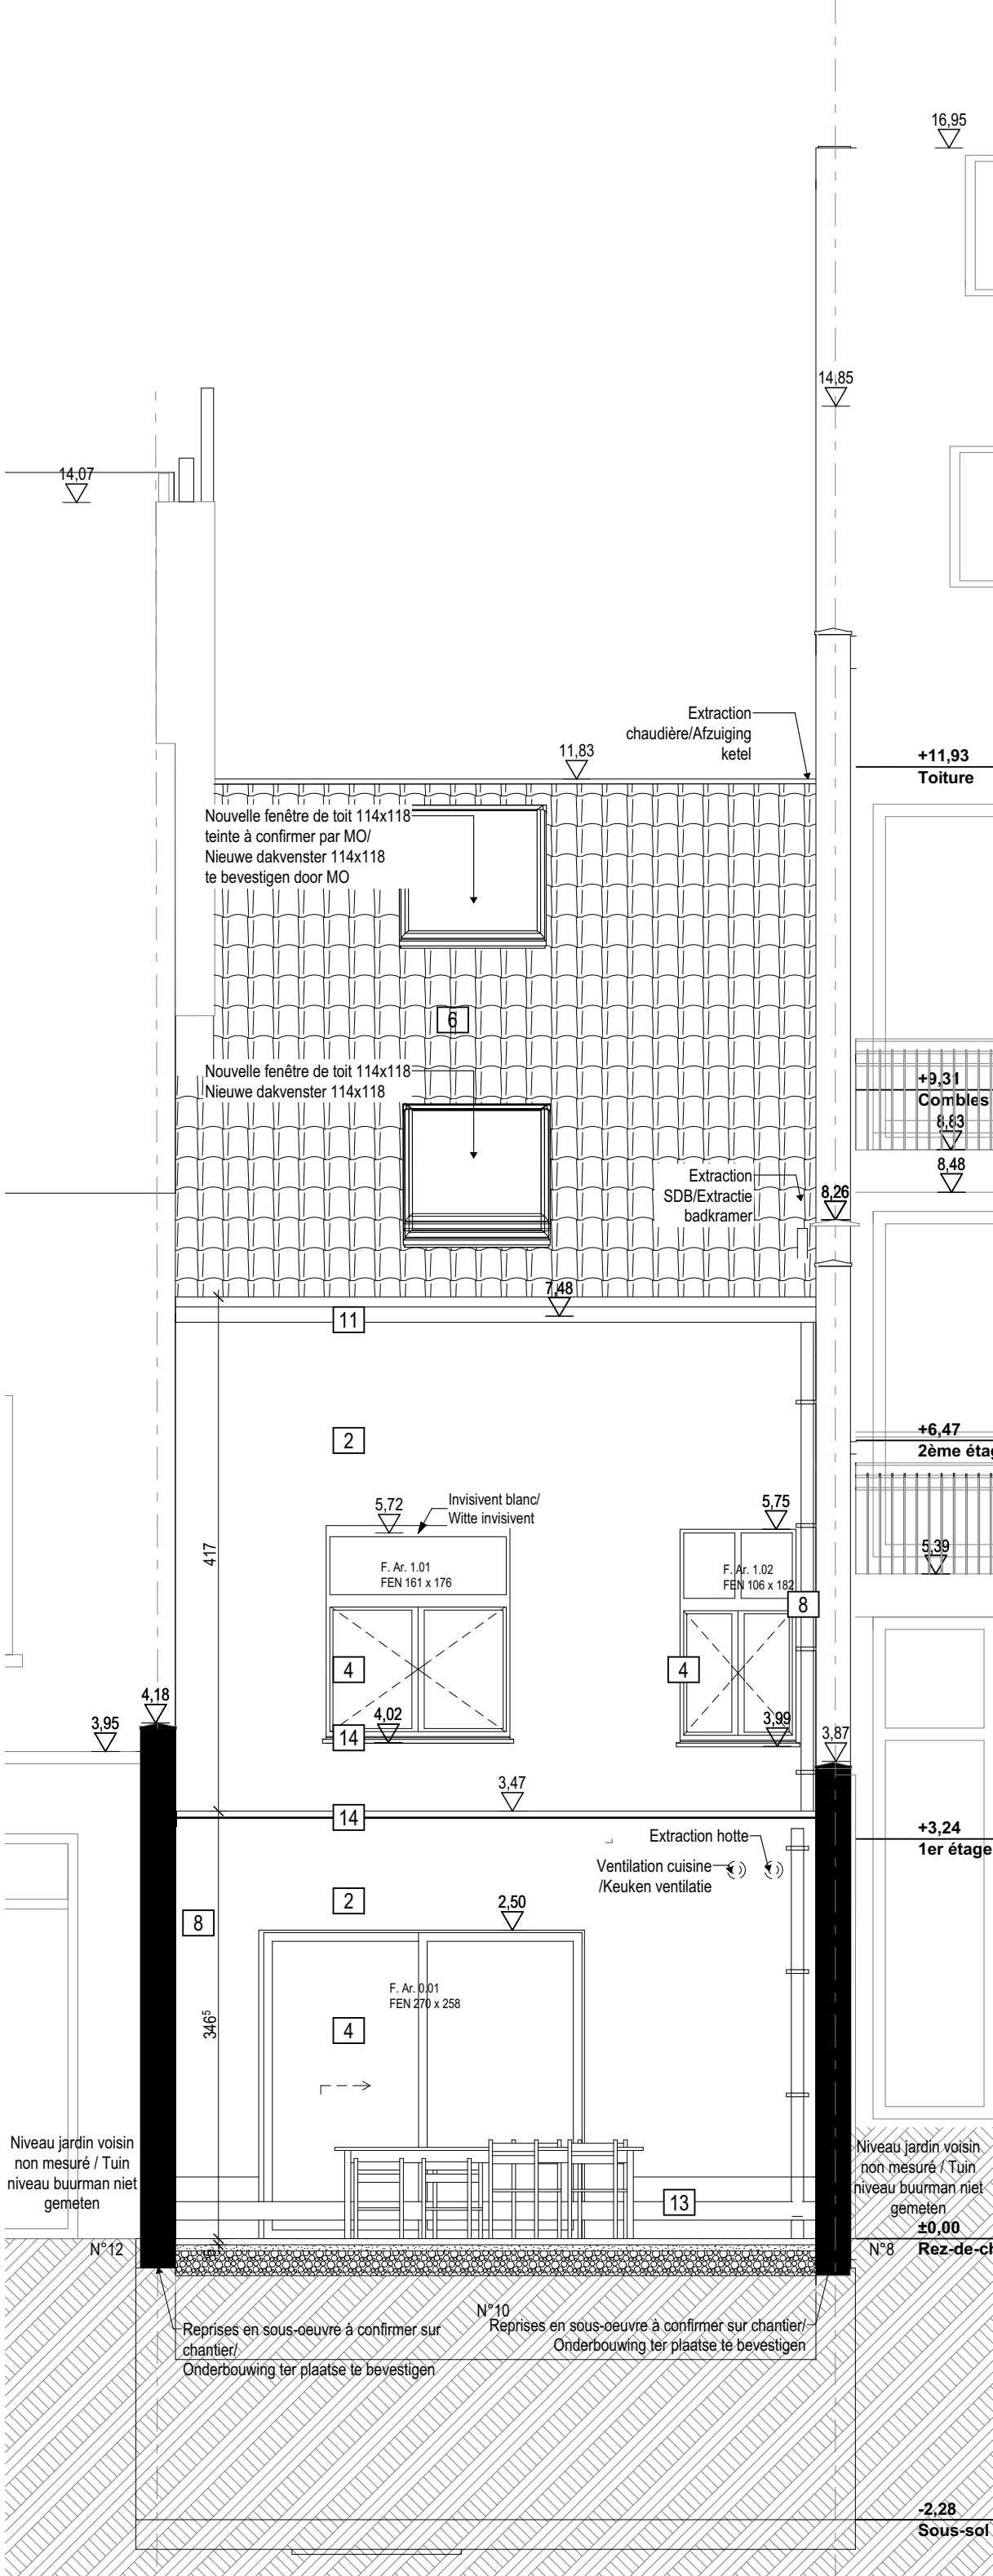 16,95
14,85
14,07
Extraction
chaudière/Afzuiging
ketel
11,83
+11,93
Toiture
Nouvelle fenêtre de toit 114x118
teinte à confirmer par MO/
Nieuwe dakvenster 114x118
te bevestigen door MO
6
Nouvelle fenêtre de toit 114x118
Nieuwe dakvenster 114x118
+9,31
Combles
8,83
8,48
Extraction
SDB/Extractie
badkramer
8,26
7,48
11
2
+6,47
2ème étag
5,72
Invisivent blanc/
Witte invisivent
5,75
417
5,39
F. Ar. 1.01
FEN 161 x 176
F. Ar. 1.02
FEN 106 x 182
8
4
4
4,18
3,95
4,02
14
3,99
3,87
3,47
14
+3,24
1er étage
Extraction hotte
Ventilation cuisine
/Keuken ventilatie
2
8
2,50
F. Ar. 0.01
FEN 270 x 258
346⁵
4
Niveau jardin voisin
non mesuré / Tuin
niveau buurman niet
gemeten
Niveau jardin voisin
non mesuré / Tuin
niveau buurman niet
gemeten
13
±0,00
N°12
N°8
Rez-de-ch
N°10
Reprises en sous-oeuvre à confirmer sur
chantier/
Onderbouwing ter plaatse te bevestigen
Reprises en sous-oeuvre à confirmer sur chantier/
Onderbouwing ter plaatse te bevestigen
-2,28
Sous-sol